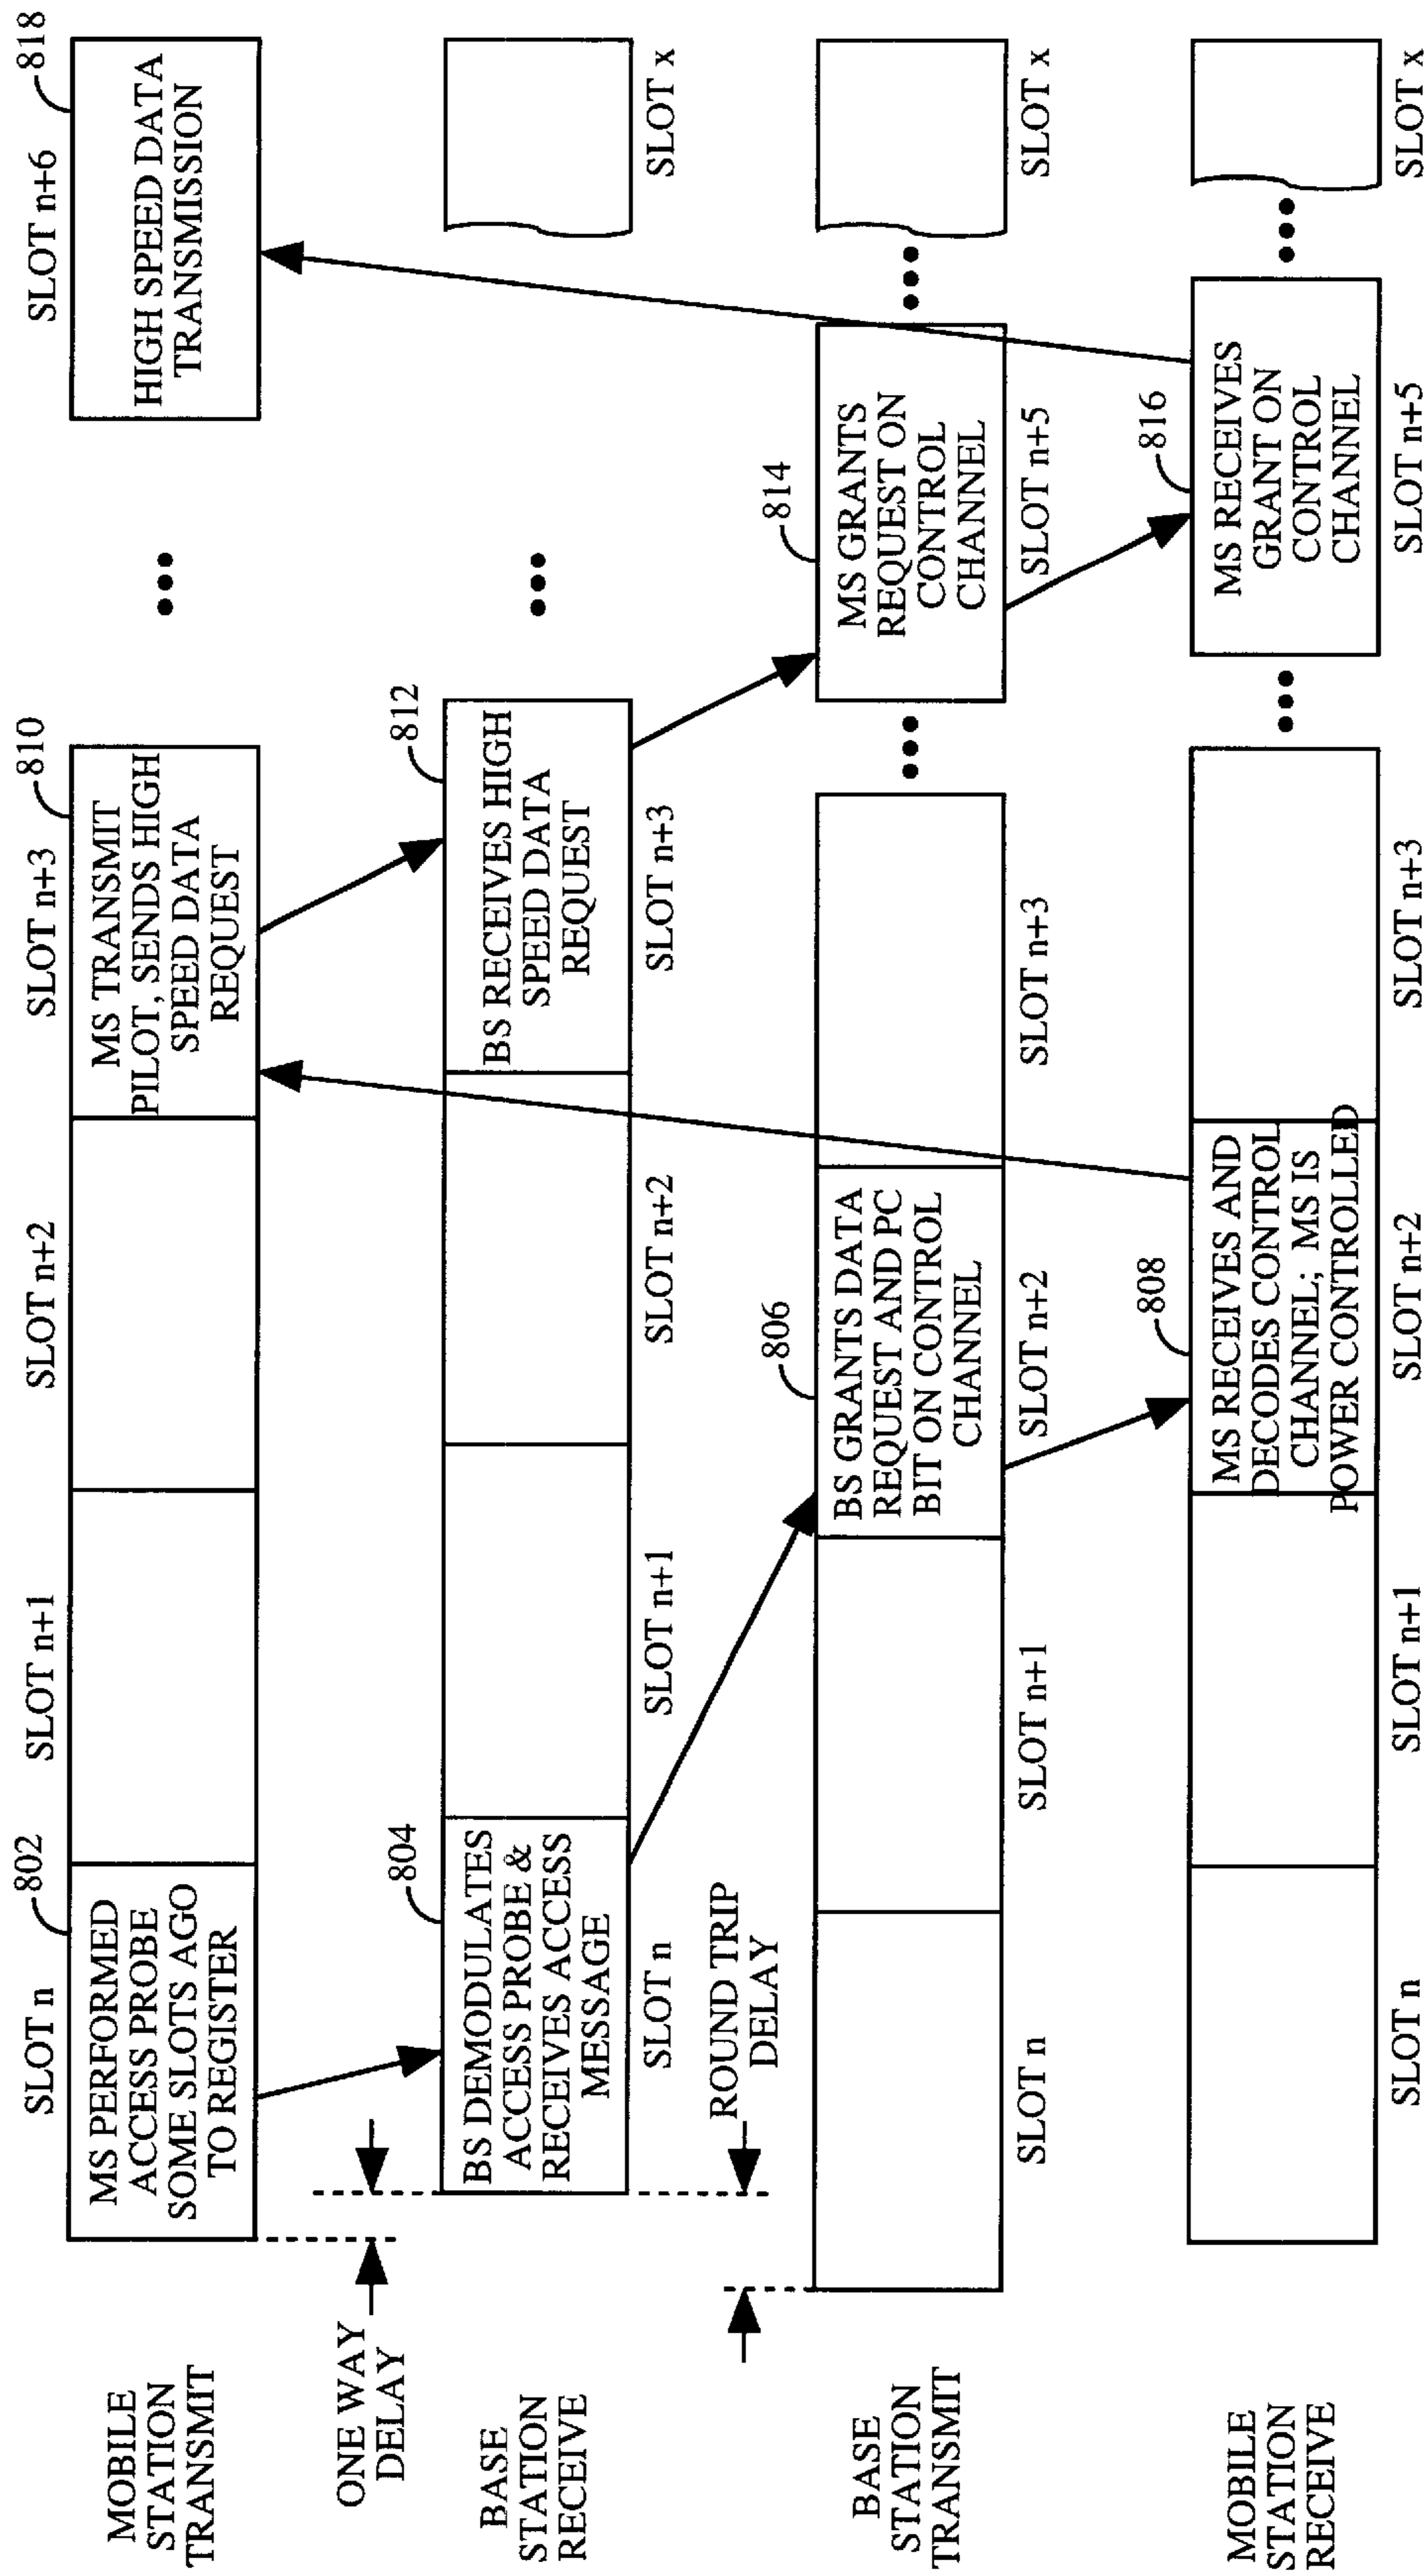 MOBILE
STATION
TRANSMIT
SLOT n
802
MS PERFORMED
ACCESS PROBE
SOME SLOTS AGO
TO REGISTER
SLOT n+1
SLOT n+2
SLOT n+3
810
MS TRANSMIT
PILOT, SENDS HIGH
SPEED DATA
REQUEST
SLOT n+6
818
HIGH SPEED DATA
TRANSMISSION
ONE WAY
DELAY
BASE
STATION
RECEIVE
804
BS DEMODULATES
ACCESS PROBE &
RECEIVES ACCESS
MESSAGE
812
BS RECEIVES HIGH
SPEED DATA
REQUEST
SLOT n
SLOT n+1
SLOT n+2
SLOT n+3
SLOT x
ROUND TRIP
DELAY
BASE
STATION
TRANSMIT
806
BS GRANTS DATA
REQUEST AND PC
BIT ON CONTROL
CHANNEL
814
MS GRANTS
REQUEST ON
CONTROL
CHANNEL
SLOT n
SLOT n+1
SLOT n+2
SLOT n+3
SLOT n+5
SLOT x
MOBILE
STATION
RECEIVE
808
MS RECEIVES AND
DECODES CONTROL
CHANNEL; MS IS
POWER CONTROLLED
816
MS RECEIVES
GRANT ON
CONTROL
CHANNEL
SLOT n
SLOT n+1
SLOT n+2
SLOT n+3
SLOT n+5
SLOT x